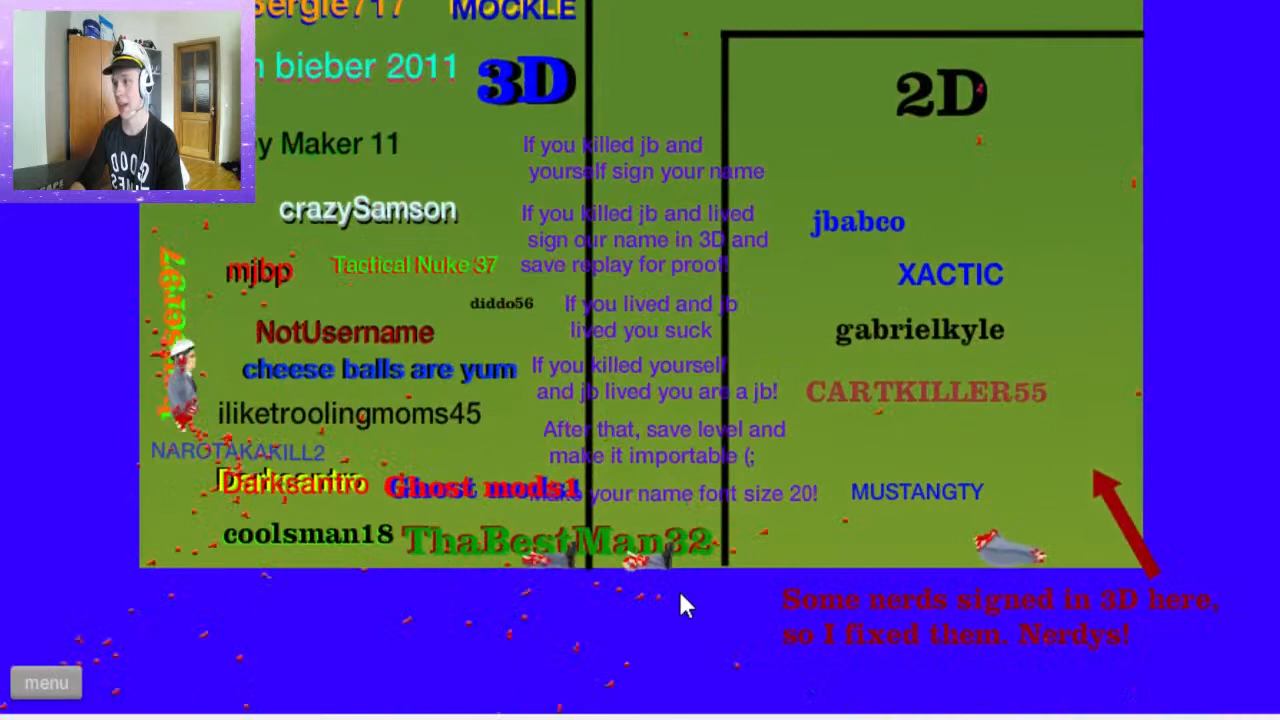 Sergie717
MOCKLE
bieber 2011
3D
2D
Maker 11
If you killed jb and
yourself sign your name
crazySamson
If you killed jb and lived
sign our name in 3D and
save replay for proof!
jbabco
mjbp
Tactical Nuke 37
XACTIC
diddo56
If you lived and jb
lived you suck
NotUsername
gabrielkyle
cheese balls are yum
If you killed yourself
and jb lived you are a jb!
CARTKILLER55
iliketroolingmoms45
After that, save level and
make it importable (;
NAROTAKAKILL2
Darksantro
Ghost mods1
your name font size 20!
MUSTANGTY
coolsman18
ThaBestMan32
Some nerds signed in 3D here,
so I fixed them. Nerdys!
menu